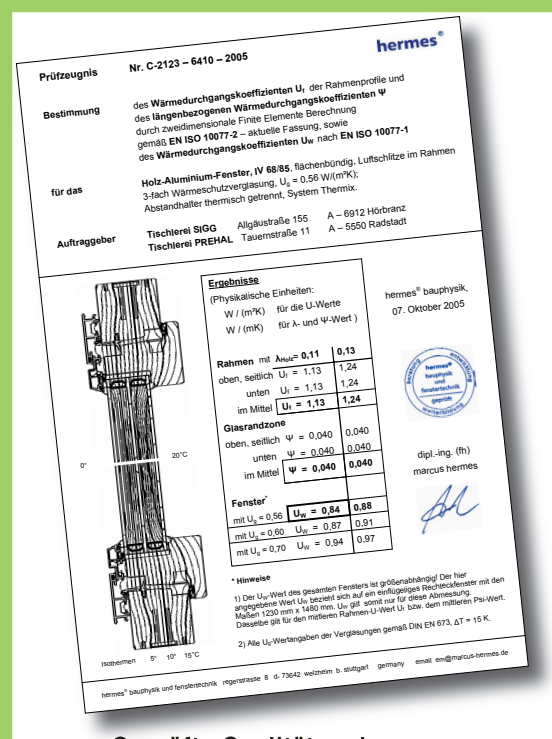 hermes®
Prüfzeugnis Nr. C-2123 – 6410 – 2005
Bestimmung des Wärmedurchgangskoeffizienten Uf der Rahmenprofile und
des längenbezogenen Wärmedurchgangskoeffizienten Ψ
durch zweidimensionale Finite Elemente Berechnung
gemäß EN ISO 10077-2 – aktuelle Fassung, sowie
des Wärmedurchgangskoeffizienten UW nach EN ISO 10077-1
für das Holz-Aluminium-Fenster, IV 68/85, flächenbündig, Luftschlitze im Rahmen
3-fach Wärmeschutzverglasung, Ug = 0.56 W/(m²K);
Abstandhalter thermisch getrennt, System Thermix.
Auftraggeber Tischlerei SIGG Allgäustraße 155 A – 6912 Hörbranz
Tischlerei PREHAL Tauernstraße 11 A – 5550 Radstadt
Ergebnisse
(Physikalische Einheiten:
W / (m²K) für die U-Werte
W / (mK) für λ- und Ψ-Wert )
Rahmen mit λHolz= 0,11 0,13
oben, seitlich Uf = 1,13 1,24
unten Uf = 1,13 1,24
im Mittel Uf = 1,13 1,24
Glasrandzone
oben, seitlich Ψ = 0,040 0,040
unten Ψ = 0,040 0,040
im Mittel Ψ = 0,040 0,040
Fenster*
mit Ug = 0,56 UW = 0,84 0,88
mit Ug = 0,60 UW = 0,87 0,91
mit Ug = 0,70 UW = 0,94 0,97
hermes® bauphysik,
07. Oktober 2005
beratung entwicklung
hermes®
bauphysik
und
fenstertechnik
geprüft
weiterbildung
dipl.-ing. (fh)
marcus hermes
0° 20°C
Isothermen 5° 10° 15°C
* Hinweise
1) Der UW-Wert des gesamten Fensters ist größenabhängig! Der hier
angegebene Wert UW bezieht sich auf ein einflügeliges Rechteckfenster mit den
Maßen 1230 mm x 1480 mm. UW gilt somit nur für diese Abmessung.
Dasselbe gilt für den mittleren Rahmen-U-Wert Uf bzw. dem mittleren Psi-Wert.
2) Alle Ug-Wertangaben der Verglasungen gemäß DIN EN 673, ΔT = 15 K.
hermes® bauphysik und fenstertechnik regerstrasse 8 d- 73642 welzheim b. stuttgart germany email em@marcus-hermes.de